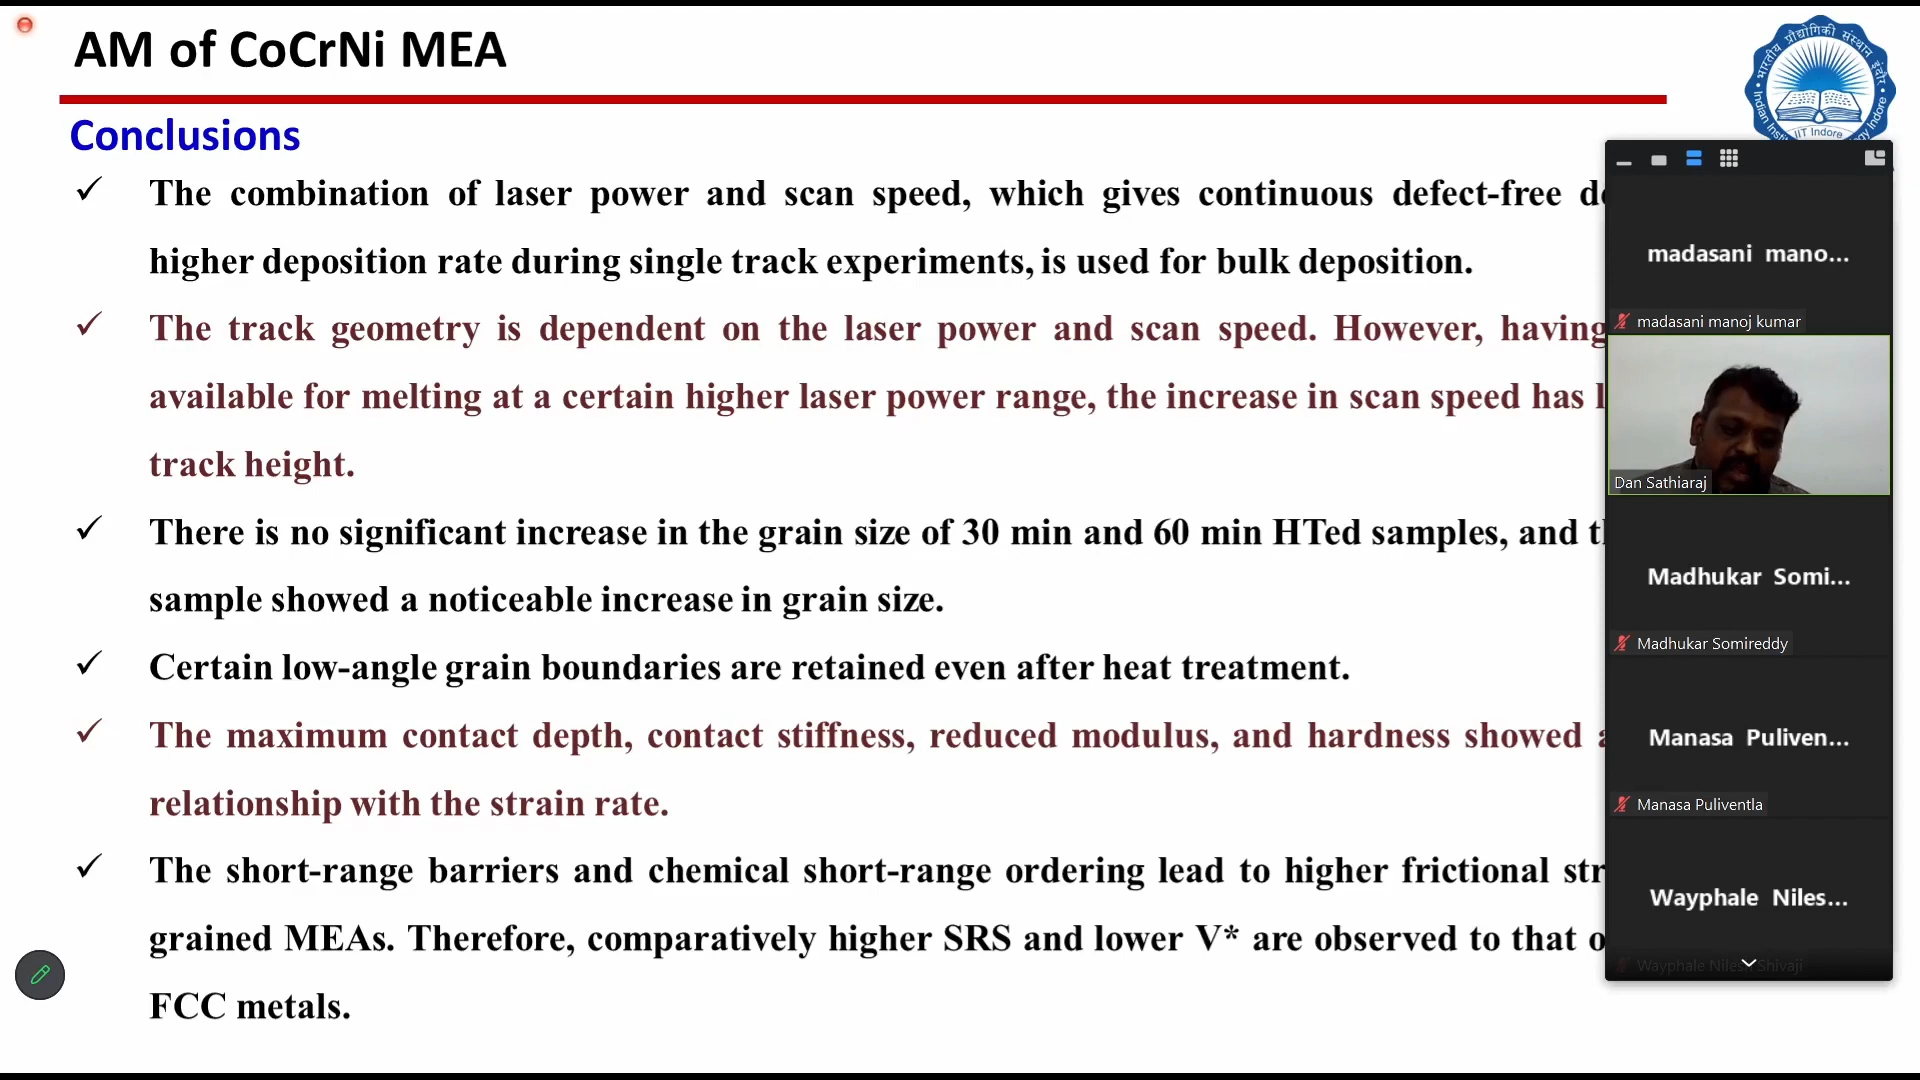 AM of CoCrNi MEA
भारतीय प्रौद्योगिकी संस्थान इंदौर
IIT Indore
Conclusions
The combination of laser power and scan speed, which gives continuous defect-free
higher deposition rate during single track experiments, is used for bulk deposition.
The track geometry is dependent on the laser power and scan speed. However, having
available for melting at a certain higher laser power range, the increase in scan speed has
track height.
There is no significant increase in the grain size of 30 min and 60 min HTed samples, and
sample showed a noticeable increase in grain size.
Certain low-angle grain boundaries are retained even after heat treatment.
The maximum contact depth, contact stiffness, reduced modulus, and hardness showed
relationship with the strain rate.
The short-range barriers and chemical short-range ordering lead to higher frictional
grained MEAs. Therefore, comparatively higher SRS and lower V* are observed to that
FCC metals.
madasani mano...
madasani manoj kumar
Dan Sathiaraj
Madhukar Somi...
Madhukar Somireddy
Manasa Puliven...
Manasa Puliventla
Wayphale Niles...
Wayphale Nilesh Shivaji